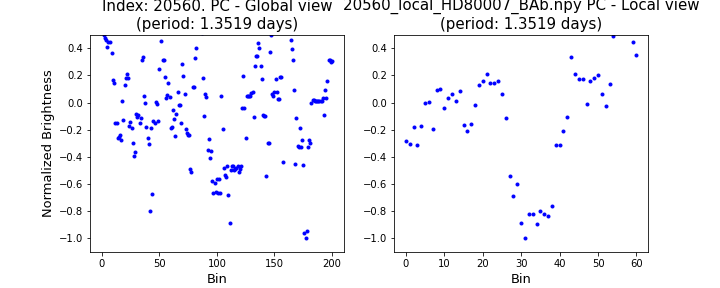 Index: 20560. PC - Global view
(period: 1.3519 days)
20560_local_HD80007_BAb.npy PC - Local view
(period: 1.3519 days)
Normalized Brightness
0.4
0.2
0.0
−0.2
−0.4
−0.6
−0.8
−1.0
0 50 100 150 200
Bin
0.4
0.2
0.0
−0.2
−0.4
−0.6
−0.8
−1.0
0 10 20 30 40 50 60
Bin